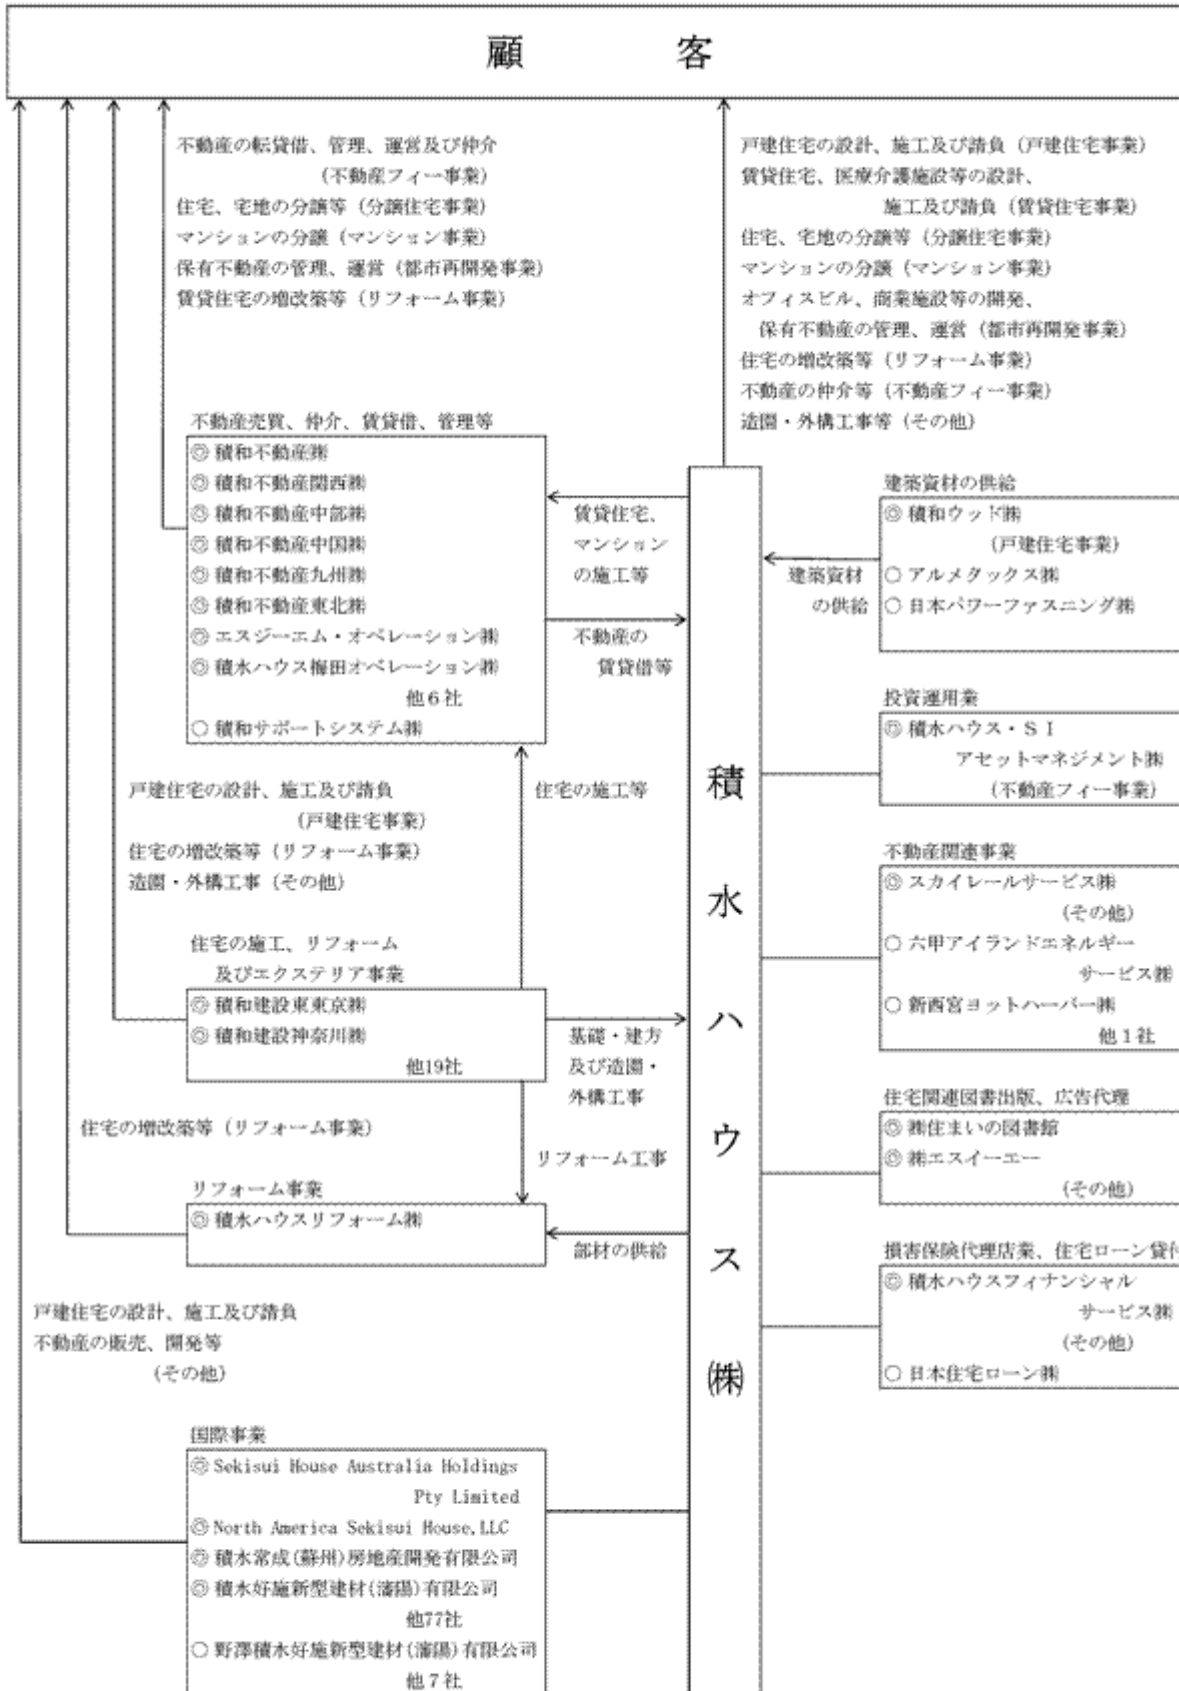 顧客
不動産の転貸借、管理、運営及び仲介
(不動産フィー事業)
住宅、宅地の分譲等 (分譲住宅事業)
マンションの分譲 (マンション事業)
保有不動産の管理、運営 (都市再開発事業)
賃貸住宅の増改築等 (リフォーム事業)
戸建住宅の設計、施工及び請負 (戸建住宅事業)
賃貸住宅、医療介護施設等の設計、
施工及び請負 (賃貸住宅事業)
住宅、宅地の分譲等 (分譲住宅事業)
マンションの分譲 (マンション事業)
オフィスビル、商業施設等の開発、
保有不動産の管理、運営 (都市再開発事業)
住宅の増改築等 (リフォーム事業)
不動産の仲介等 (不動産フィー事業)
造園・外構工事等 (その他)
不動産売買、仲介、賃貸借、管理等
◎ 積和不動産㈱
◎ 積和不動産関西㈱
◎ 積和不動産中部㈱
◎ 積和不動産中国㈱
◎ 積和不動産九州㈱
◎ 積和不動産東北㈱
◎ エスジーエム・オペレーション㈱
◎ 積水ハウス梅田オペレーション㈱
他6社
○ 積和サポートシステム㈱
賃貸住宅、
マンション
の施工等
不動産の
賃貸借等
建築資材の供給
◎ 積和ウッド㈱
(戸建住宅事業)
○ アルメタックス㈱
○ 日本パワーファスニング㈱
建築資材
の供給
投資運用業
◎ 積水ハウス・SI
アセットマネジメント㈱
(不動産フィー事業)
戸建住宅の設計、施工及び請負
(戸建住宅事業)
住宅の増改築等 (リフォーム事業)
造園・外構工事 (その他)
住宅の施工等
積水ハウス㈱
不動産関連事業
◎ スカイレールサービス㈱
(その他)
○ 六甲アイランドエネルギー
サービス㈱
○ 新西宮ヨットハーバー㈱
他1社
住宅の施工、リフォーム
及びエクステリア事業
◎ 積和建設東東京㈱
◎ 積和建設神奈川㈱
他19社
基礎・建方
及び造園・
外構工事
住宅関連図書出版、広告代理
◎ ㈱住まいの図書館
◎ ㈱エスイーエー
(その他)
住宅の増改築等 (リフォーム事業)
リフォーム工事
リフォーム事業
◎ 積水ハウスリフォーム㈱
部材の供給
損害保険代理店業、住宅ローン貸付
◎ 積水ハウスフィナンシャル
サービス㈱
(その他)
○ 日本住宅ローン㈱
戸建住宅の設計、施工及び請負
不動産の販売、開発等
(その他)
国際事業
◎ Sekisui House Australia Holdings
Pty Limited
◎ North America Sekisui House,LLC
◎ 積水常成(蘇州)房地産開発有限公司
◎ 積水好施新型建材(瀋陽)有限公司
他77社
○ 野澤積水好施新型建材(瀋陽)有限公司
他7社